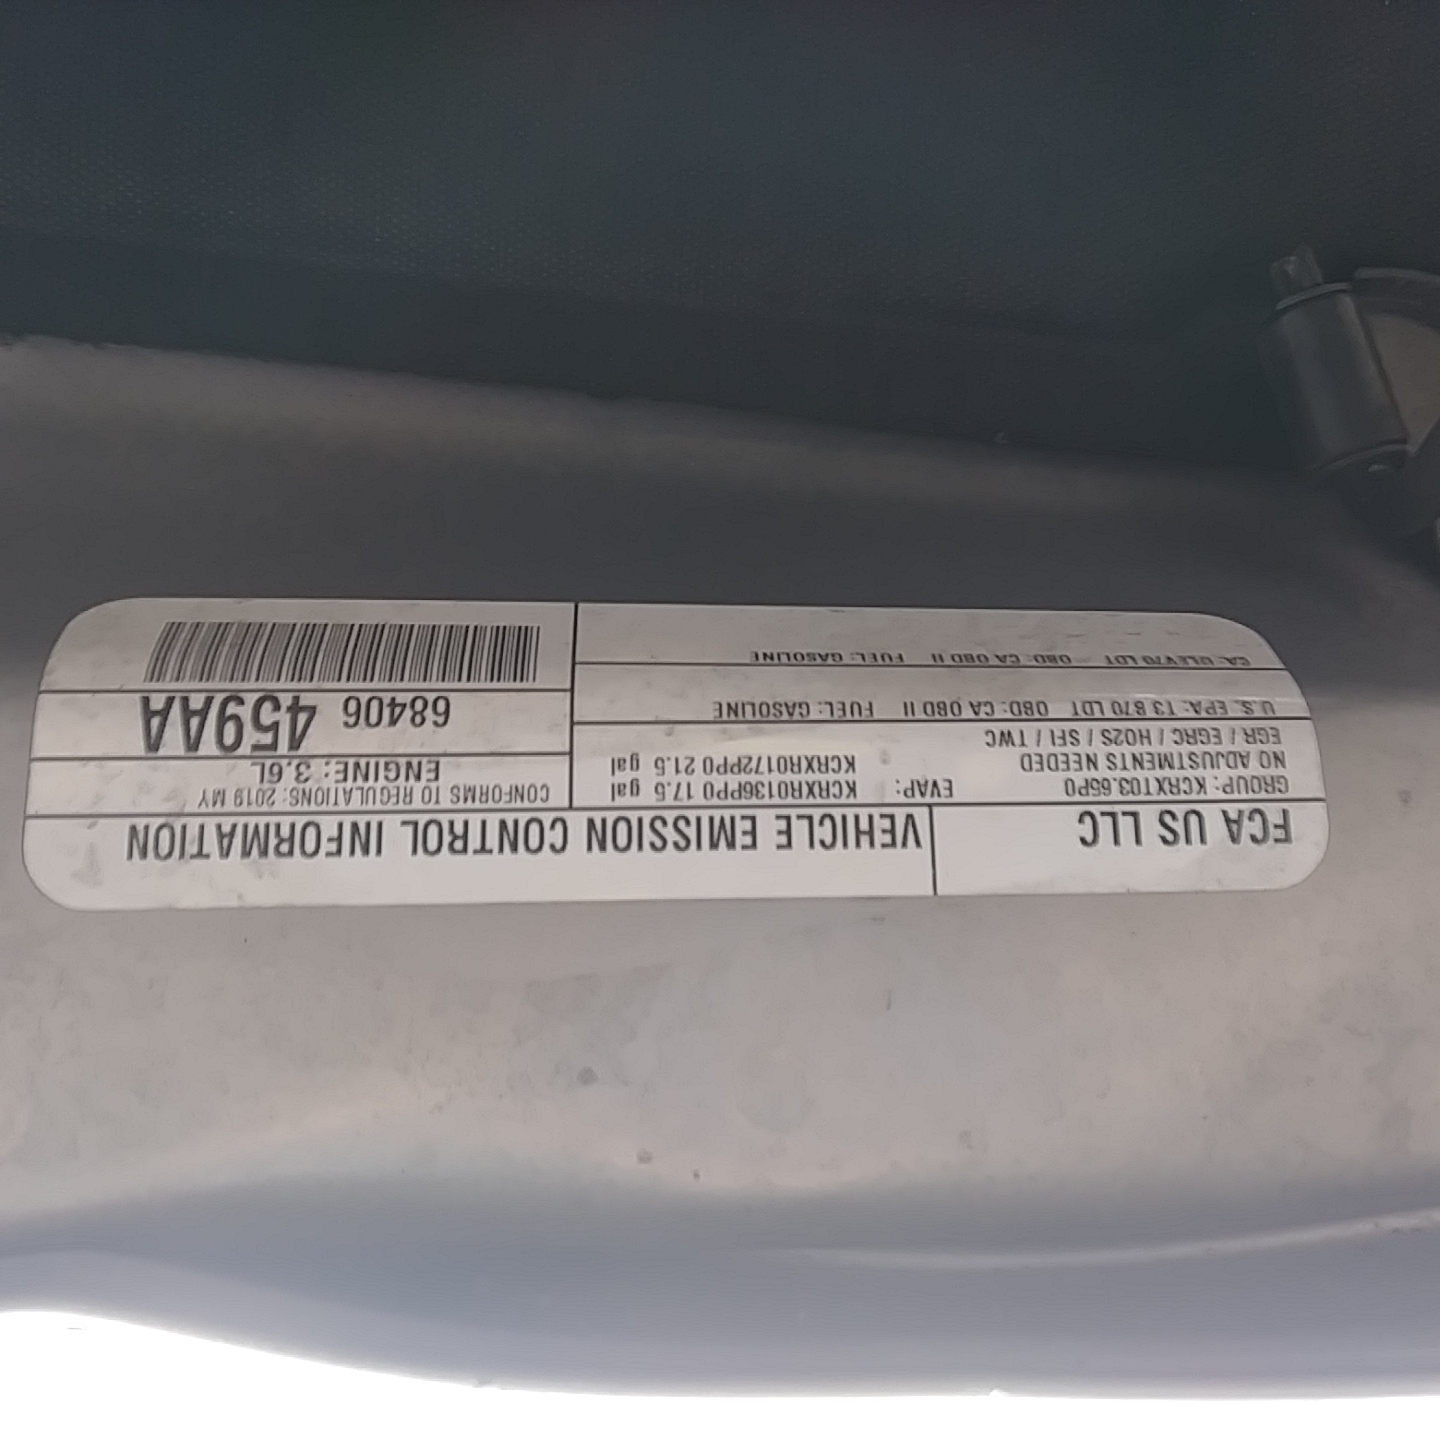 FCA US LLC
VEHICLE EMISSION CONTROL INFORMATION
GROUP: KCRXT03.65P0
EVAP: KCRXR0136PP0 17.5 gal
NO ADJUSTMENTS NEEDED
KCRXR0172PP0 21.5 gal
EGR / EGRC / HO2S / SFI / TWC
U.S. EPA: T3 B70 LDT OBD: CA OBD II FUEL: GASOLINE
CA: ULEV70 LDT OBD: CA OBD II FUEL: GASOLINE
CONFORMS TO REGULATIONS: 2019 MY
ENGINE: 3.6L
68406 459AA